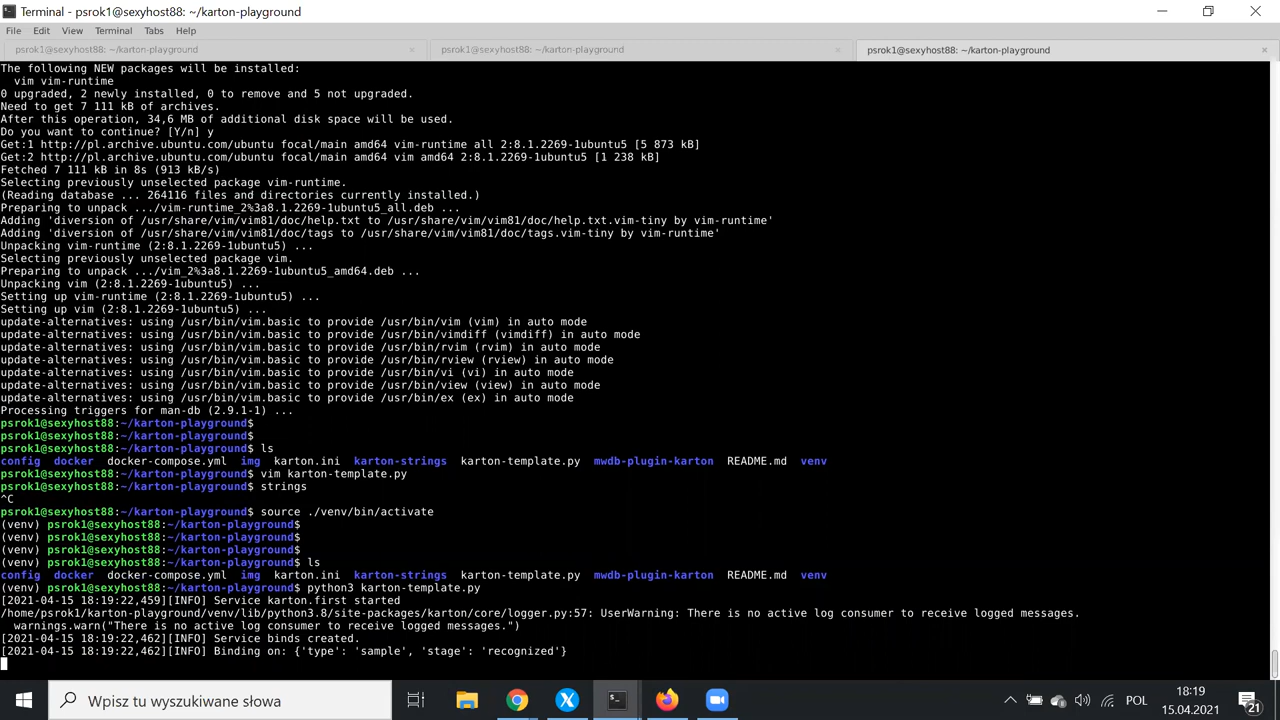 Terminal - psrok1@sexyhost88: ~/karton-playground
File Edit View Terminal Tabs Help
psrok1@sexyhost88: ~/karton-playground psrok1@sexyhost88: ~/karton-playground psrok1@sexyhost88: ~/karton-playground
The following NEW packages will be installed:
vim vim-runtime
0 upgraded, 2 newly installed, 0 to remove and 5 not upgraded.
Need to get 7 111 kB of archives.
After this operation, 34,6 MB of additional disk space will be used.
Do you want to continue? [Y/n] y
Get:1 http://pl.archive.ubuntu.com/ubuntu focal/main amd64 vim-runtime all 2:8.1.2269-1ubuntu5 [5 873 kB]
Get:2 http://pl.archive.ubuntu.com/ubuntu focal/main amd64 vim amd64 2:8.1.2269-1ubuntu5 [1 238 kB]
Fetched 7 111 kB in 8s (913 kB/s)
Selecting previously unselected package vim-runtime.
(Reading database ... 264116 files and directories currently installed.)
Preparing to unpack .../vim-runtime_2%3a8.1.2269-1ubuntu5_all.deb ...
Adding 'diversion of /usr/share/vim/vim81/doc/help.txt to /usr/share/vim/vim81/doc/help.txt.vim-tiny by vim-runtime'
Adding 'diversion of /usr/share/vim/vim81/doc/tags to /usr/share/vim/vim81/doc/tags.vim-tiny by vim-runtime'
Unpacking vim-runtime (2:8.1.2269-1ubuntu5) ...
Selecting previously unselected package vim.
Preparing to unpack .../vim_2%3a8.1.2269-1ubuntu5_amd64.deb ...
Unpacking vim (2:8.1.2269-1ubuntu5) ...
Setting up vim-runtime (2:8.1.2269-1ubuntu5) ...
Setting up vim (2:8.1.2269-1ubuntu5) ...
update-alternatives: using /usr/bin/vim.basic to provide /usr/bin/vim (vim) in auto mode
update-alternatives: using /usr/bin/vim.basic to provide /usr/bin/vimdiff (vimdiff) in auto mode
update-alternatives: using /usr/bin/vim.basic to provide /usr/bin/rvim (rvim) in auto mode
update-alternatives: using /usr/bin/vim.basic to provide /usr/bin/rview (rview) in auto mode
update-alternatives: using /usr/bin/vim.basic to provide /usr/bin/vi (vi) in auto mode
update-alternatives: using /usr/bin/vim.basic to provide /usr/bin/view (view) in auto mode
update-alternatives: using /usr/bin/vim.basic to provide /usr/bin/ex (ex) in auto mode
Processing triggers for man-db (2.9.1-1) ...
psrok1@sexyhost88:~/karton-playground$
psrok1@sexyhost88:~/karton-playground$
psrok1@sexyhost88:~/karton-playground$ ls
config docker docker-compose.yml img karton.ini karton-strings karton-template.py mwdb-plugin-karton README.md venv
psrok1@sexyhost88:~/karton-playground$ vim karton-template.py
psrok1@sexyhost88:~/karton-playground$ strings
^C
psrok1@sexyhost88:~/karton-playground$ source ./venv/bin/activate
(venv) psrok1@sexyhost88:~/karton-playground$
(venv) psrok1@sexyhost88:~/karton-playground$
(venv) psrok1@sexyhost88:~/karton-playground$
(venv) psrok1@sexyhost88:~/karton-playground$ ls
config docker docker-compose.yml img karton.ini karton-strings karton-template.py mwdb-plugin-karton README.md venv
(venv) psrok1@sexyhost88:~/karton-playground$ python3 karton-template.py
[2021-04-15 18:19:22,459][INFO] Service karton.first started
/home/psrok1/karton-playground/venv/lib/python3.8/site-packages/karton/core/logger.py:57: UserWarning: There is no active log consumer to receive logged messages.
warnings.warn("There is no active log consumer to receive logged messages.")
[2021-04-15 18:19:22,462][INFO] Service binds created.
[2021-04-15 18:19:22,462][INFO] Binding on: {'type': 'sample', 'stage': 'recognized'}
Wpisz tu wyszukiwane słowa
POL
18:19
15.04.2021
21